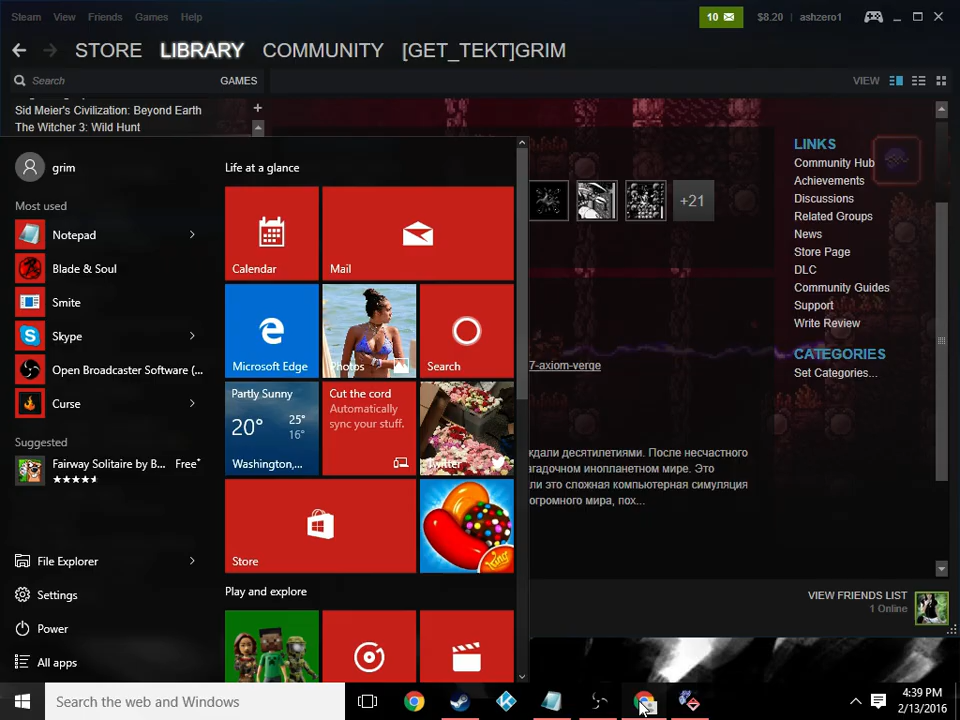 Steam View Friends Games Help
10 $8.20 ashzero1
STORE LIBRARY COMMUNITY [GET_TEKT]GRIM
Search GAMES VIEW
Sid Meier's Civilization: Beyond Earth
The Witcher 3: Wild Hunt
grim
Most used
Notepad
Blade & Soul
Smite
Skype
Open Broadcaster Software (...
Curse
Suggested
Fairway Solitaire by B... Free*
File Explorer
Settings
Power
All apps
Life at a glance
Calendar
Mail
Microsoft Edge
Photos
Search
Partly Sunny
20° 25°
16°
Washington,...
Cut the cord
Automatically
sync your stuff.
Twitter
Store
King
Play and explore
+21
7-axiom-verge
ждали десятилетиями. После несчастного
агадочном инопланетном мире. Это
ли это сложная компьютерная симуляция
огромного мира, пох...
LINKS
Community Hub
Achievements
Discussions
Related Groups
News
Store Page
DLC
Community Guides
Support
Write Review
CATEGORIES
Set Categories...
VIEW FRIENDS LIST
1 Online
Search the web and Windows
4:39 PM
2/13/2016